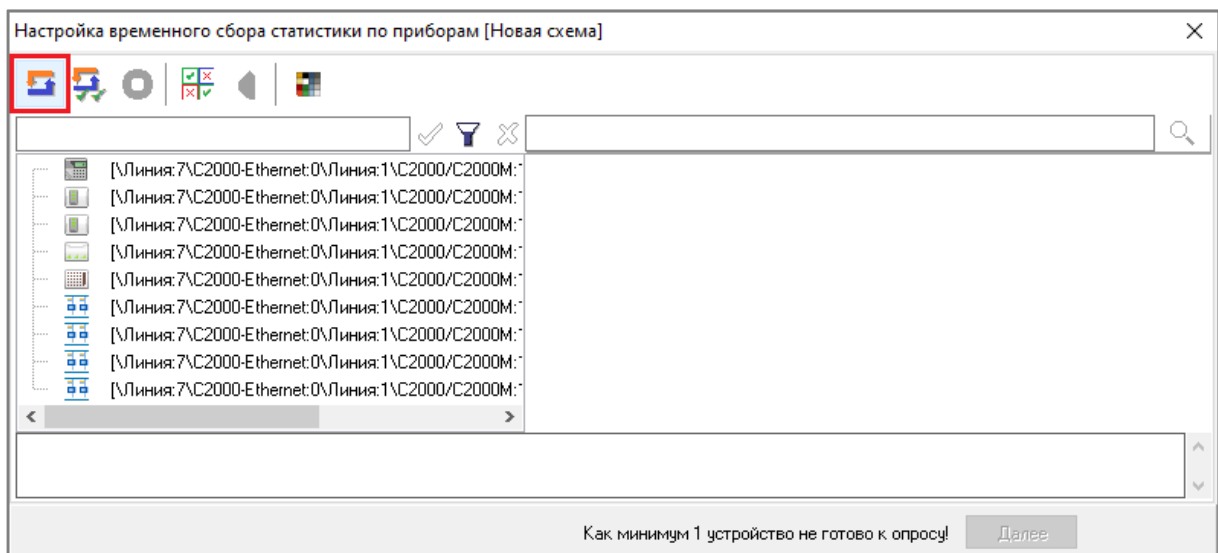 Настройка временного сбора статистики по приборам [Новая схема]
[\Линия:7\С2000-Ethernet:0\Линия:1\С2000/С2000М:
[\Линия:7\С2000-Ethernet:0\Линия:1\С2000/С2000М:
[\Линия:7\С2000-Ethernet:0\Линия:1\С2000/С2000М:
[\Линия:7\С2000-Ethernet:0\Линия:1\С2000/С2000М:
[\Линия:7\С2000-Ethernet:0\Линия:1\С2000/С2000М:
[\Линия:7\С2000-Ethernet:0\Линия:1\С2000/С2000М:
[\Линия:7\С2000-Ethernet:0\Линия:1\С2000/С2000М:
[\Линия:7\С2000-Ethernet:0\Линия:1\С2000/С2000М:
[\Линия:7\С2000-Ethernet:0\Линия:1\С2000/С2000М:
Как минимум 1 устройство не готово к опросу! Далее